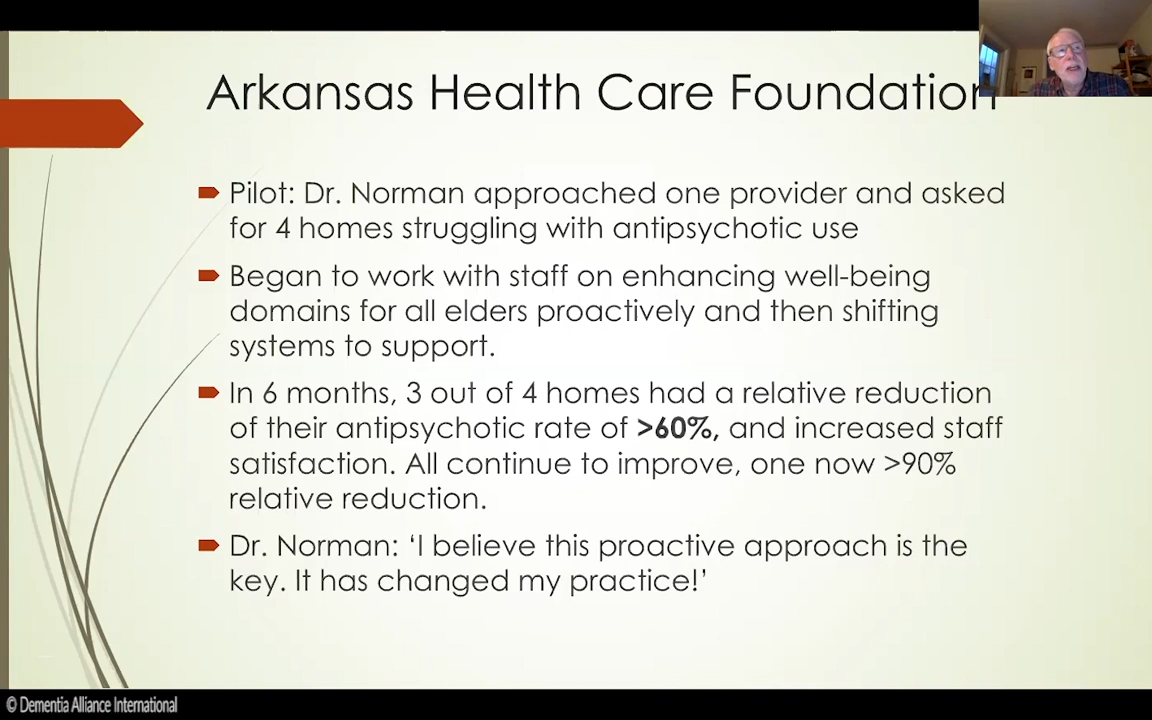 Arkansas Health Care Foundation
Pilot: Dr. Norman approached one provider and asked
for 4 homes struggling with antipsychotic use
Began to work with staff on enhancing well-being
domains for all elders proactively and then shifting
systems to support.
In 6 months, 3 out of 4 homes had a relative reduction
of their antipsychotic rate of >60%, and increased staff
satisfaction. All continue to improve, one now >90%
relative reduction.
Dr. Norman: ‘I believe this proactive approach is the
key. It has changed my practice!’
© Dementia Alliance International